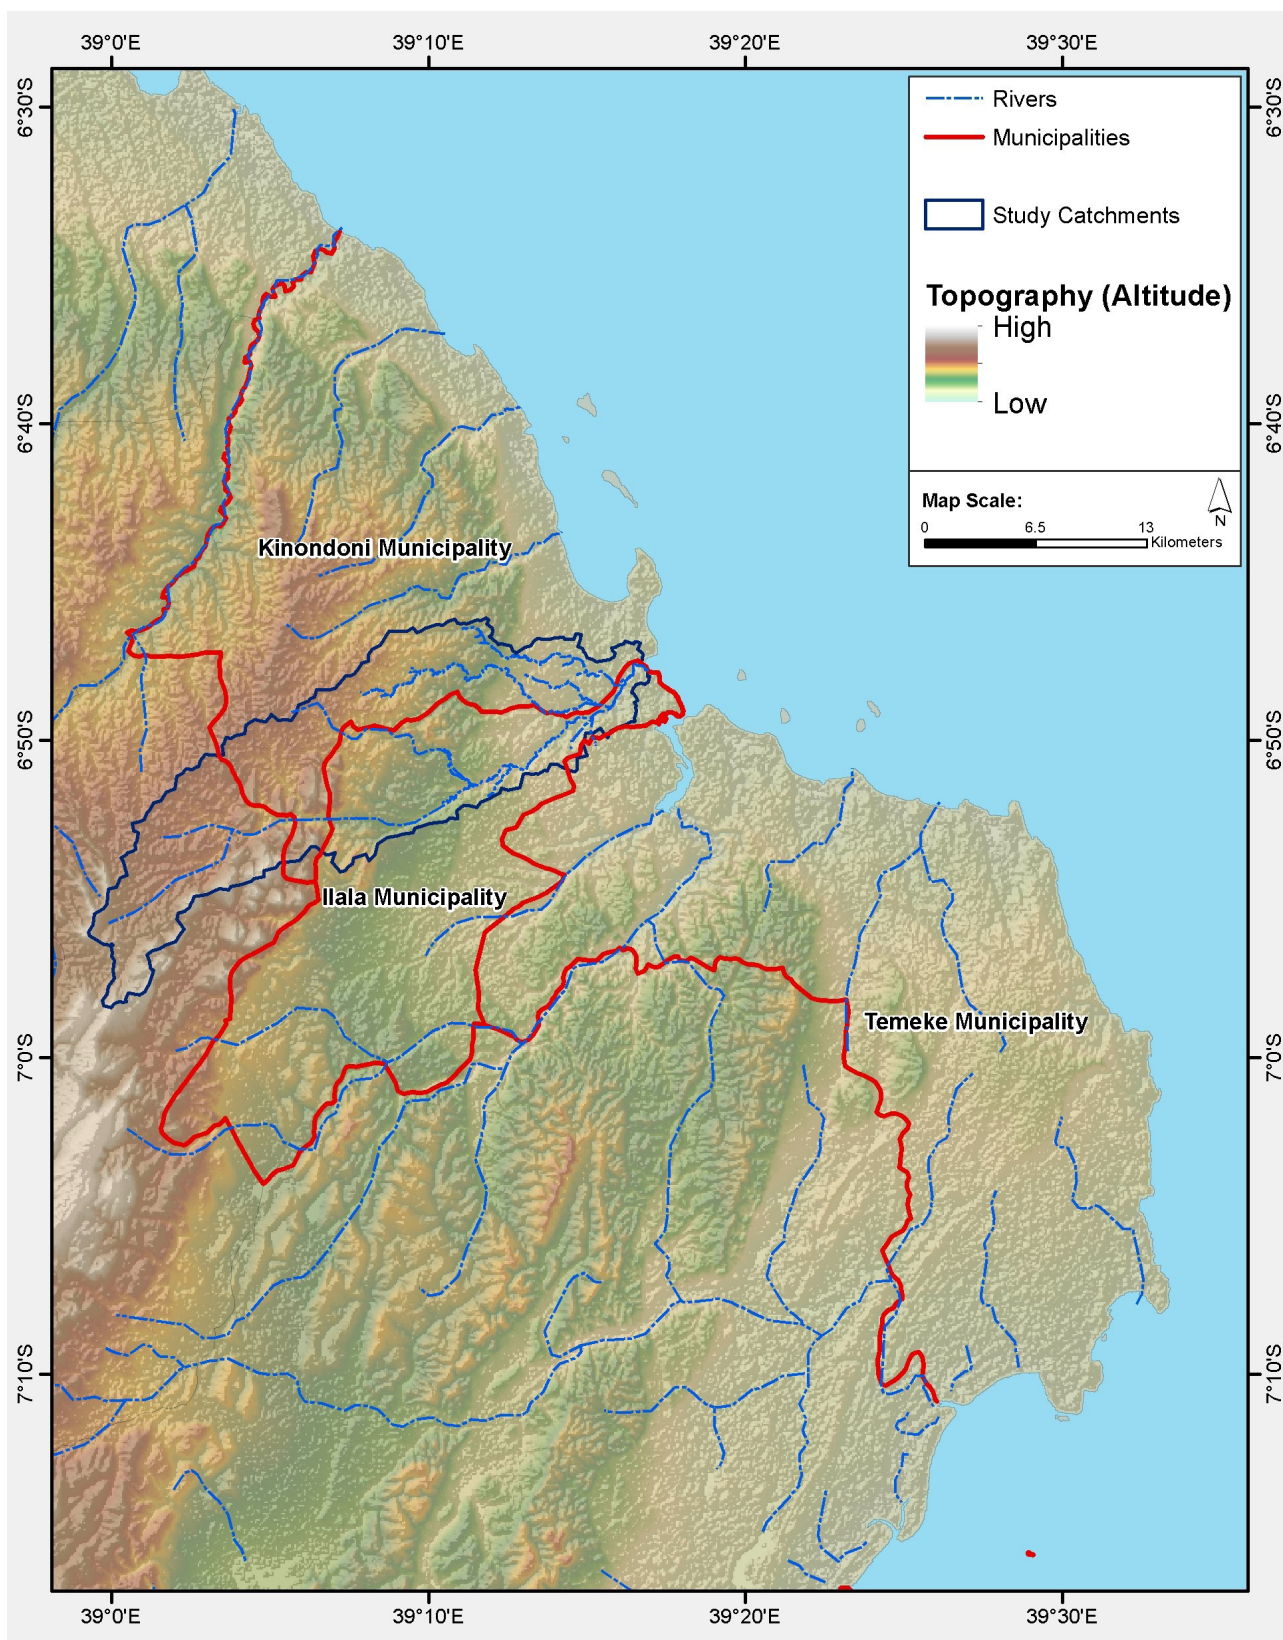 39°0'E 39°10'E 39°20'E 39°30'E
6°30'S 6°30'S
Rivers
Municipalities
Study Catchments
Topography (Altitude)
High
Low
6°40'S 6°40'S
Map Scale:
0 6.5 13
Kilometers
N
Kinondoni Municipality
6°50'S 6°50'S
Ilala Municipality
Temeke Municipality
7°0'S 7°0'S
7°10'S 7°10'S
39°0'E 39°10'E 39°20'E 39°30'E